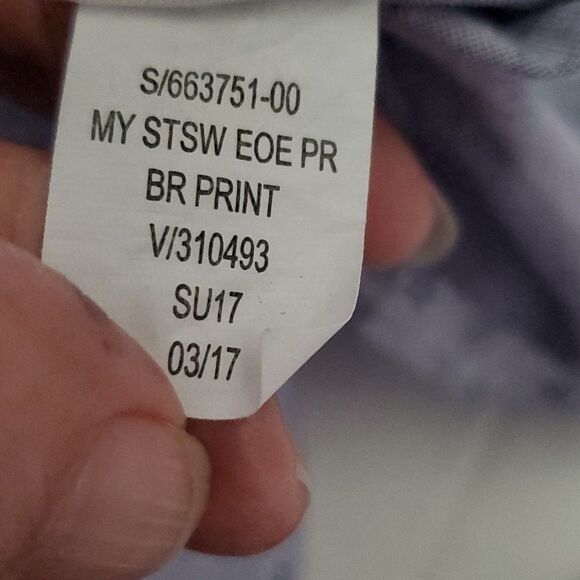 S/663751-00
MY STSW EOE PR
BR PRINT
V/310493
SU17
03/17